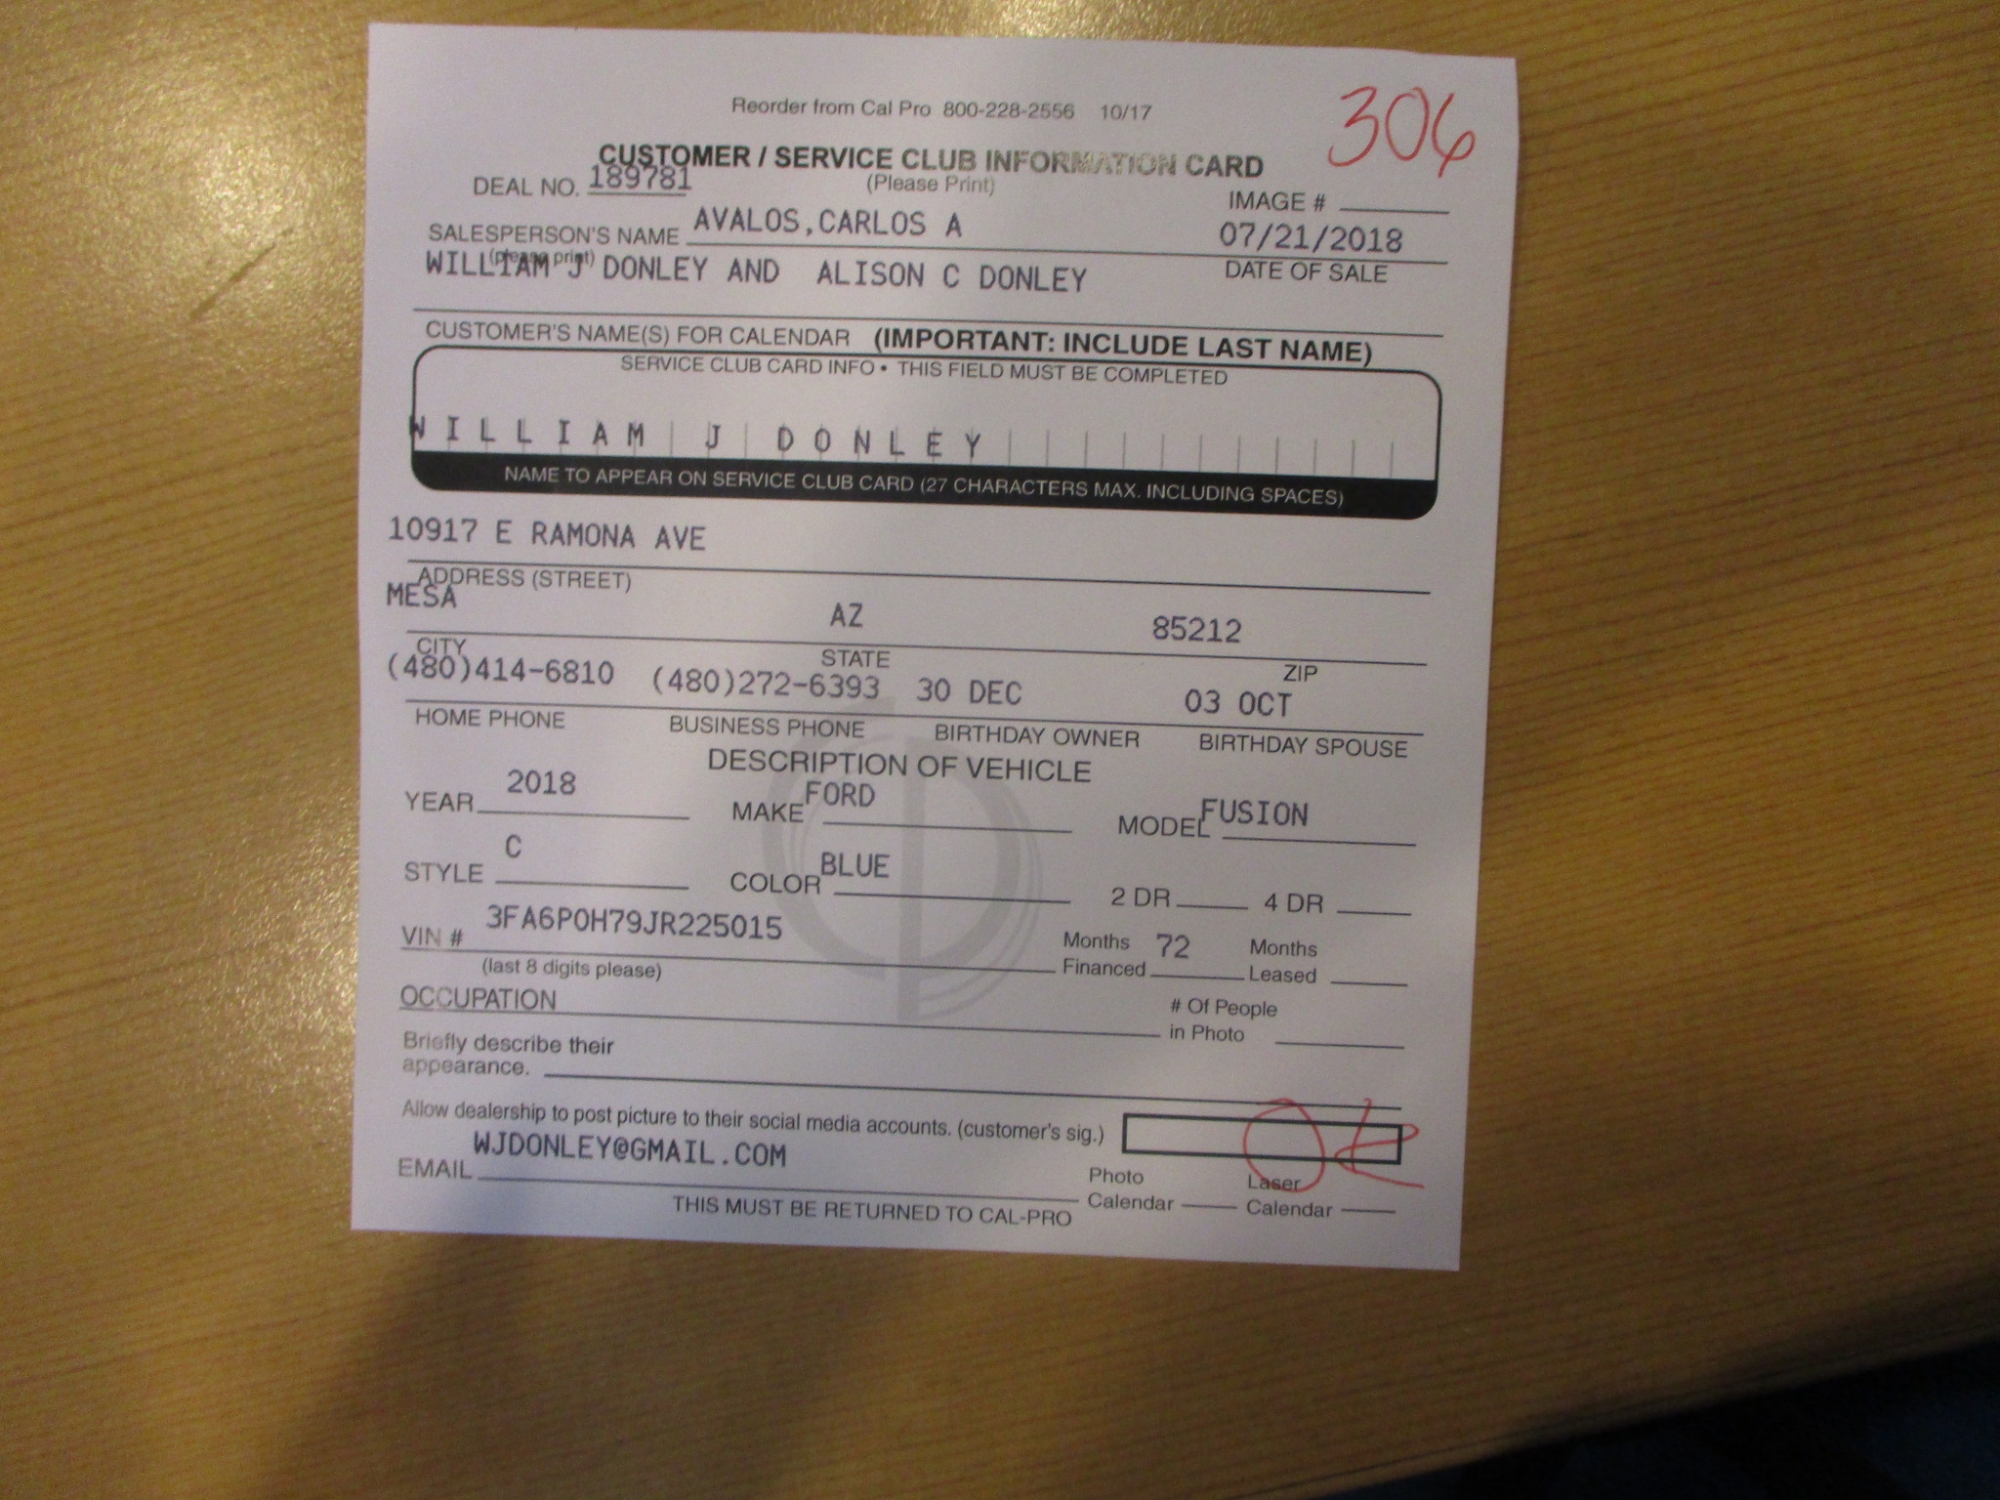 Reorder from Cal Pro 800-228-2556 10/17
306
CUSTOMER / SERVICE CLUB INFORMATION CARD
DEAL NO. 189781 (Please Print)
IMAGE #
SALESPERSON'S NAME AVALOS,CARLOS A 07/21/2018
(please print) DATE OF SALE
WILLIAM J DONLEY AND ALISON C DONLEY
CUSTOMER'S NAME(S) FOR CALENDAR (IMPORTANT: INCLUDE LAST NAME)
SERVICE CLUB CARD INFO • THIS FIELD MUST BE COMPLETED
WILLIAM J DONLEY
NAME TO APPEAR ON SERVICE CLUB CARD (27 CHARACTERS MAX. INCLUDING SPACES)
10917 E RAMONA AVE
ADDRESS (STREET)
MESA AZ 85212
CITY STATE ZIP
(480)414-6810 (480)272-6393 30 DEC 03 OCT
HOME PHONE BUSINESS PHONE BIRTHDAY OWNER BIRTHDAY SPOUSE
DESCRIPTION OF VEHICLE
YEAR 2018 MAKE FORD MODEL FUSION
STYLE C COLOR BLUE 2 DR 4 DR
VIN # 3FA6P0H79JR225015 Months Financed 72 Months Leased
(last 8 digits please)
OCCUPATION # Of People in Photo
Briefly describe their
appearance.
Allow dealership to post picture to their social media accounts. (customer's sig.)
EMAIL WJDONLEY@GMAIL.COM
Photo Calendar Laser Calendar
THIS MUST BE RETURNED TO CAL-PRO